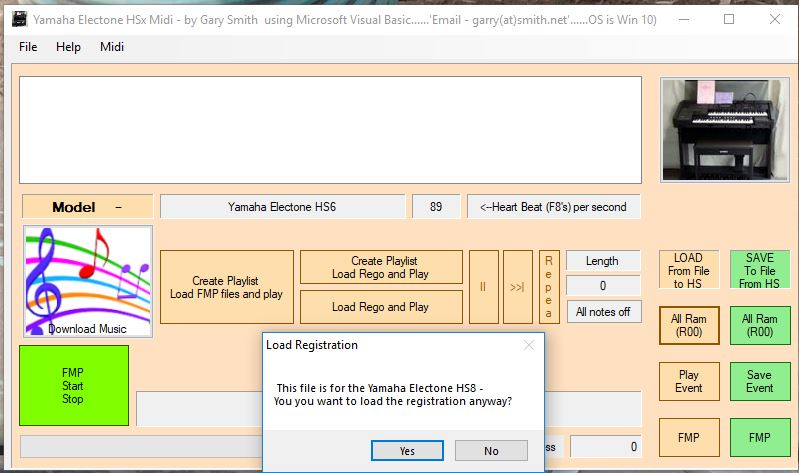 Yamaha Electone HSx Midi - by Gary Smith  using Microsoft Visual Basic......'Email - garry(at)smith.net'......OS is Win 10)
File Help Midi
Model -
Yamaha Electone HS6
89
<--Heart Beat (F8's) per second
Download Music
Create Playlist
Load FMP files and play
Create Playlist
Load Rego and Play
Load Rego and Play
II
>>|
R
e
p
e
a
Length
0
All notes off
LOAD
From File
to HS
SAVE
To File
From HS
All Ram
(R00)
All Ram
(R00)
FMP
Start
Stop
Play
Event
Save
Event
FMP
FMP
Load Registration
This file is for the Yamaha Electone HS8 -
You you want to load the registration anyway?
Yes
No
ss
0